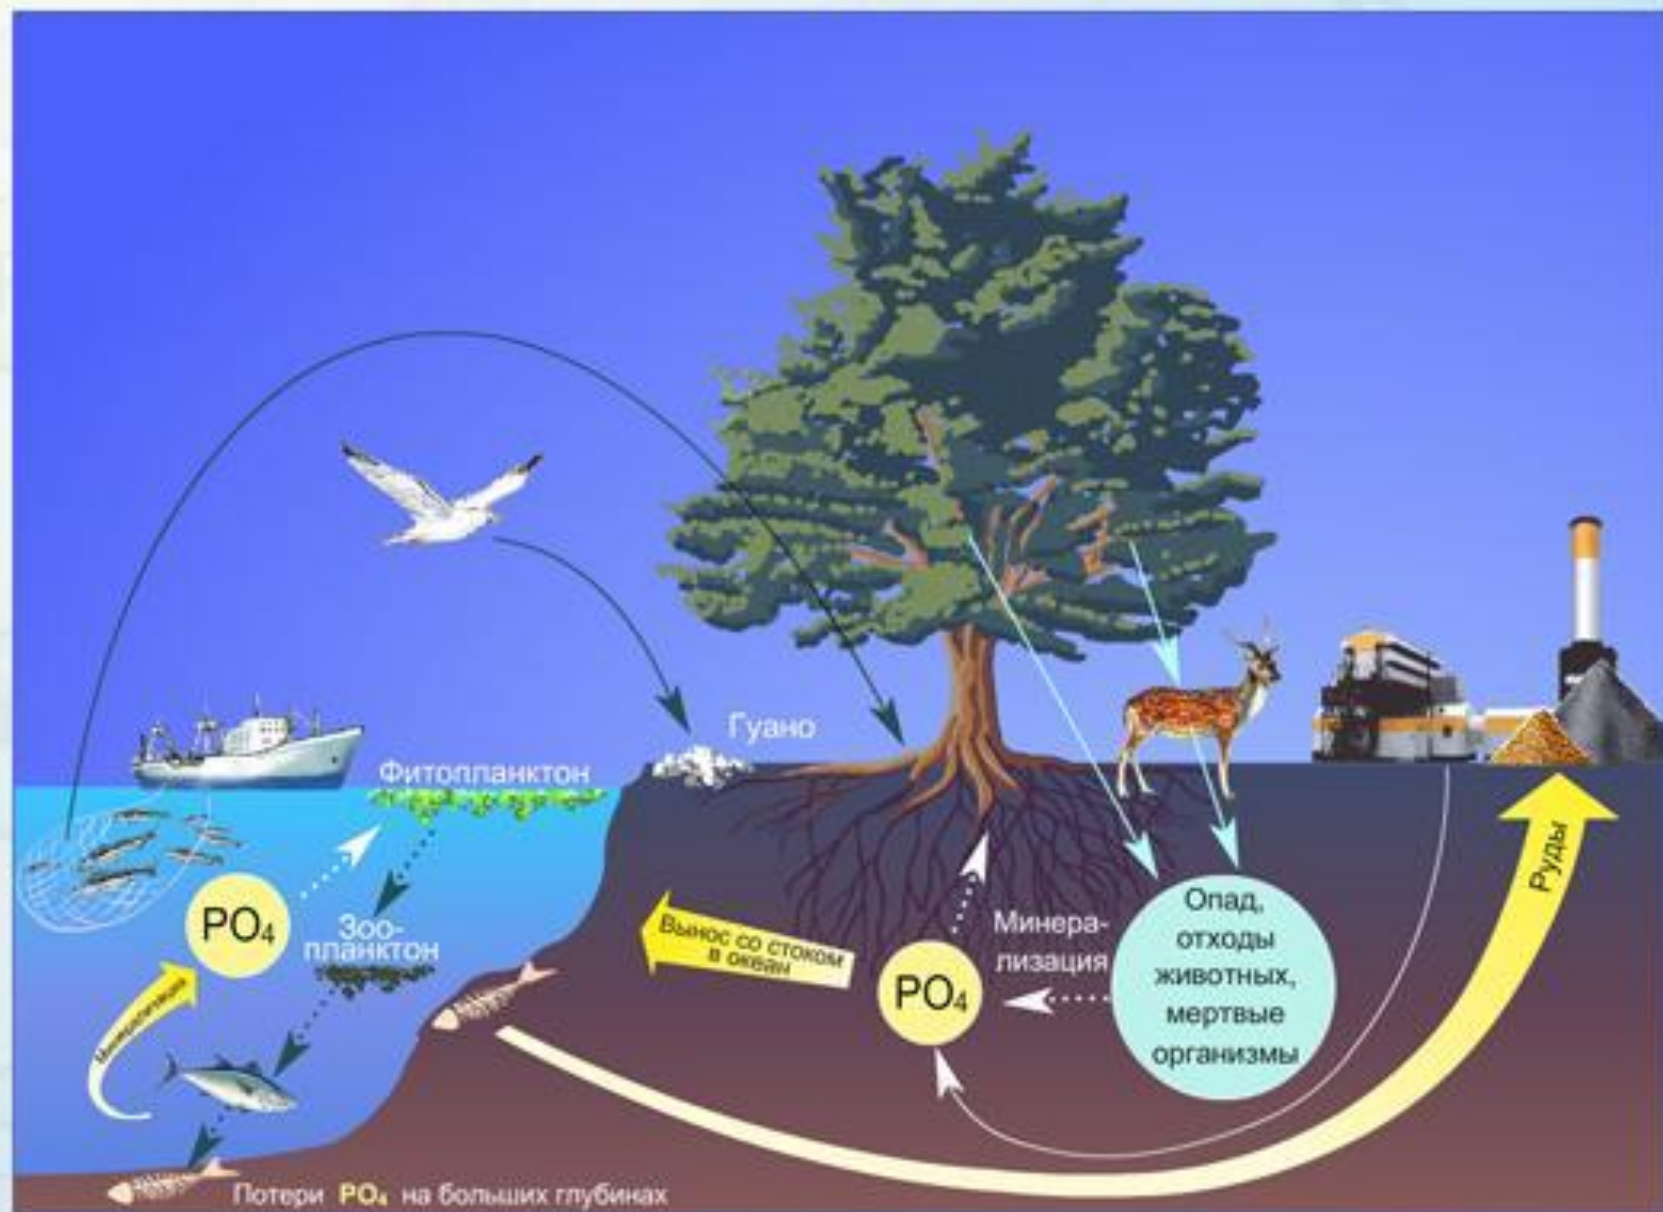 Гуано
Фитопланктон
PO₄
Зоо-
планктон
Минерализация
Вынос со стоком
в океан
PO₄
Минера-
лизация
Опад,
отходы
животных,
мертвые
организмы
Руды
Потери PO₄ на больших глубинах